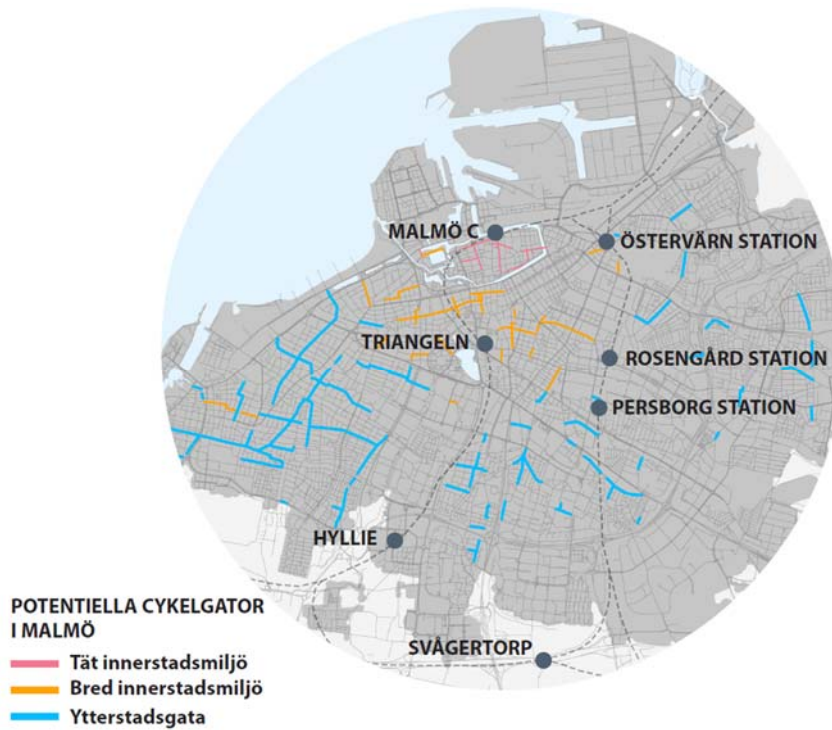 MALMÖ C
ÖSTERVÄRN STATION
TRIANGELN
ROSENGÅRD STATION
PERSBORG STATION
HYLLIE
SVÅGERTORP
POTENTIELLA CYKELGATOR
I MALMÖ
Tät innerstadsmiljö
Bred innerstadsmiljö
Ytterstadsgata